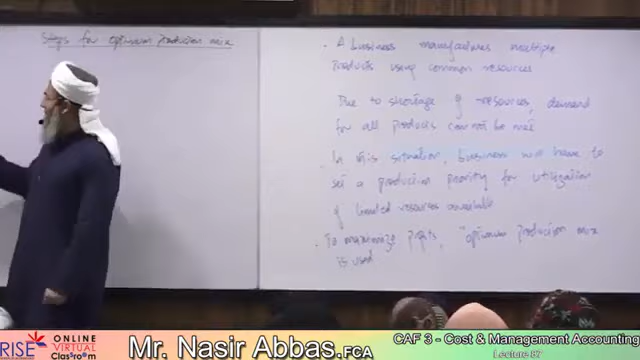 Steps for optimum production mix
. A business manufactures multiple
products using common resources
Due to shortage of resources, demand
for all products can not be met
. In this situation, business will have to
set a production priority for utilization
of limited resources available
. To maximize profits, "optimum production mix
is used
RISE
ONLINE
VIRTUAL
Classroom
Mr. Nasir Abbas.FCA
CAF 3 - Cost & Management Accounting
Lecture 87